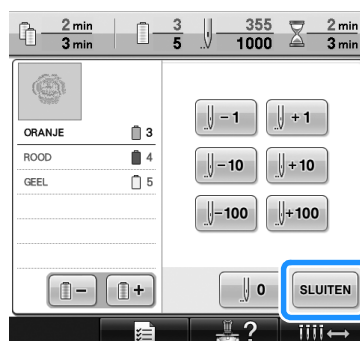 2 min 3 355 2 min
3 min 5 1000 3 min
ORANJE 3
ROOD 4
GEEL 5
- 1 + 1
- 10 + 10
- 100 + 100
- +
0 SLUITEN
?